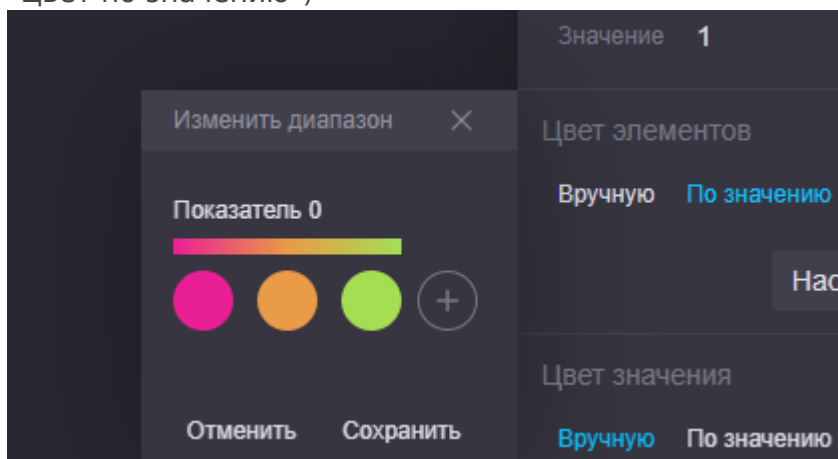 Значение 1
Изменить диапазон
Цвет элементов
Показатель 0
Вручную По значению
Цвет значения
Отменить Сохранить
Вручную По значению